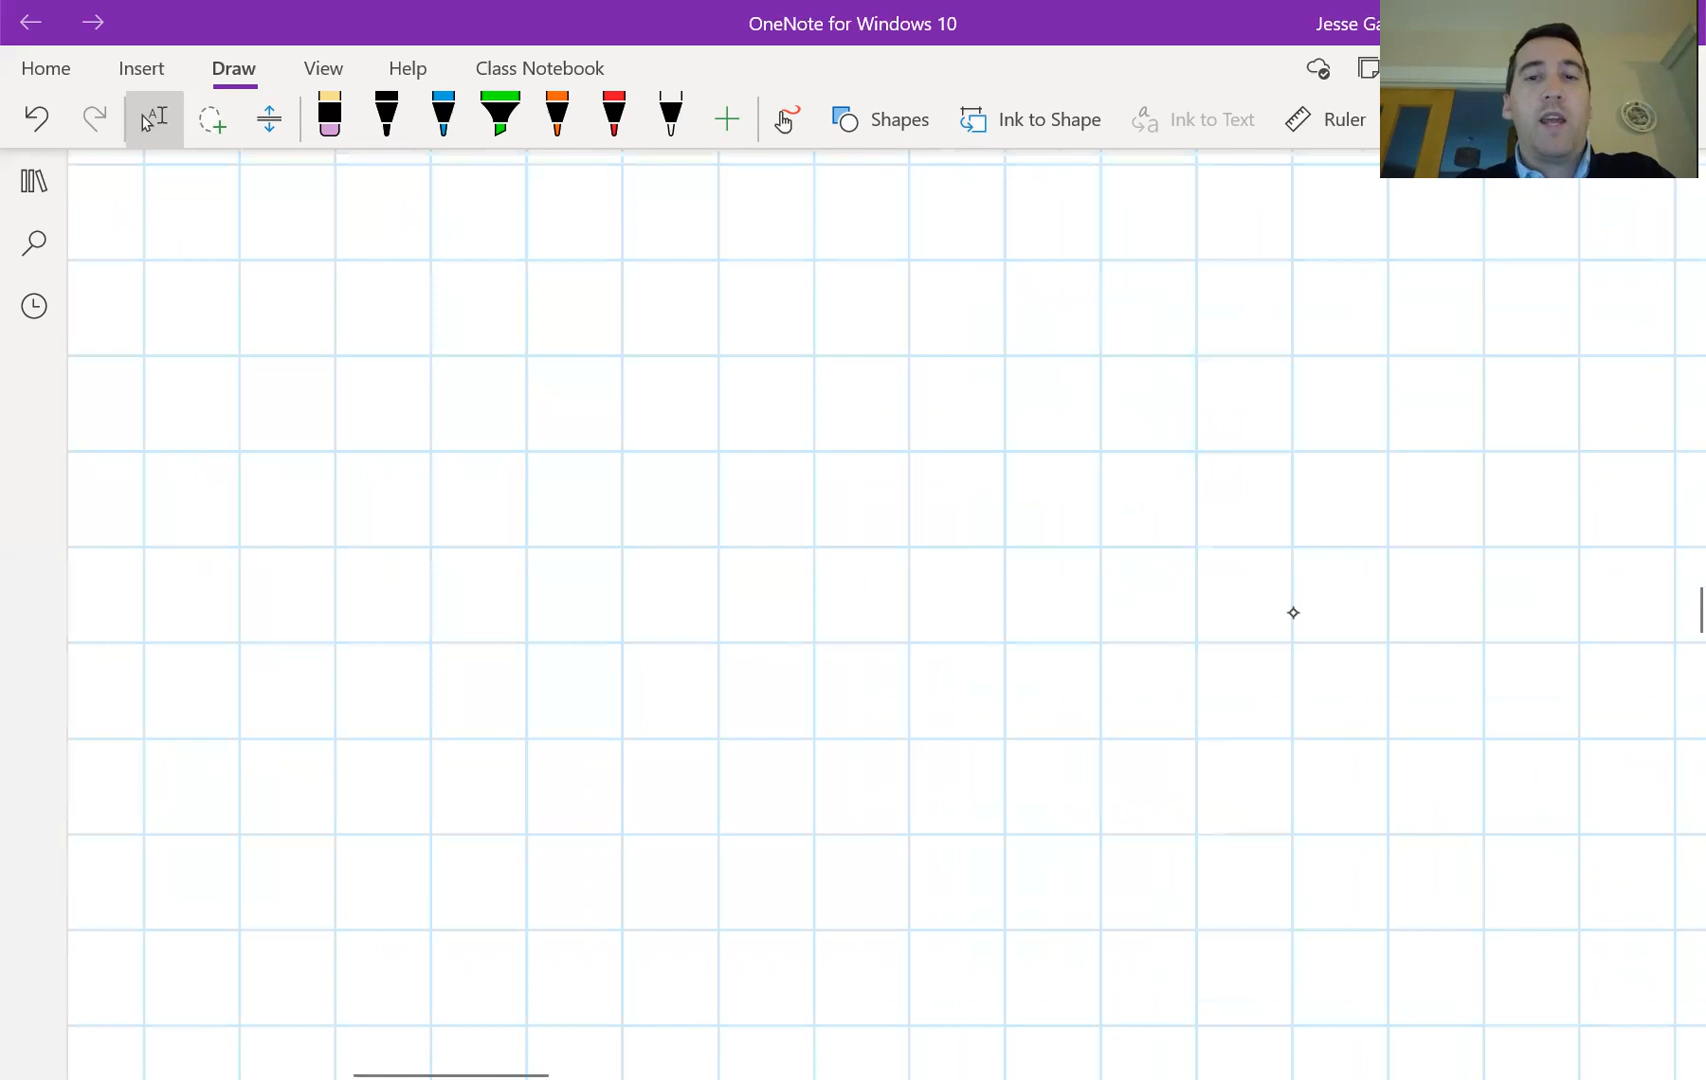 OneNote for Windows 10
Jesse Ga
Home Insert Draw View Help Class Notebook
Shapes Ink to Shape Ink to Text Ruler